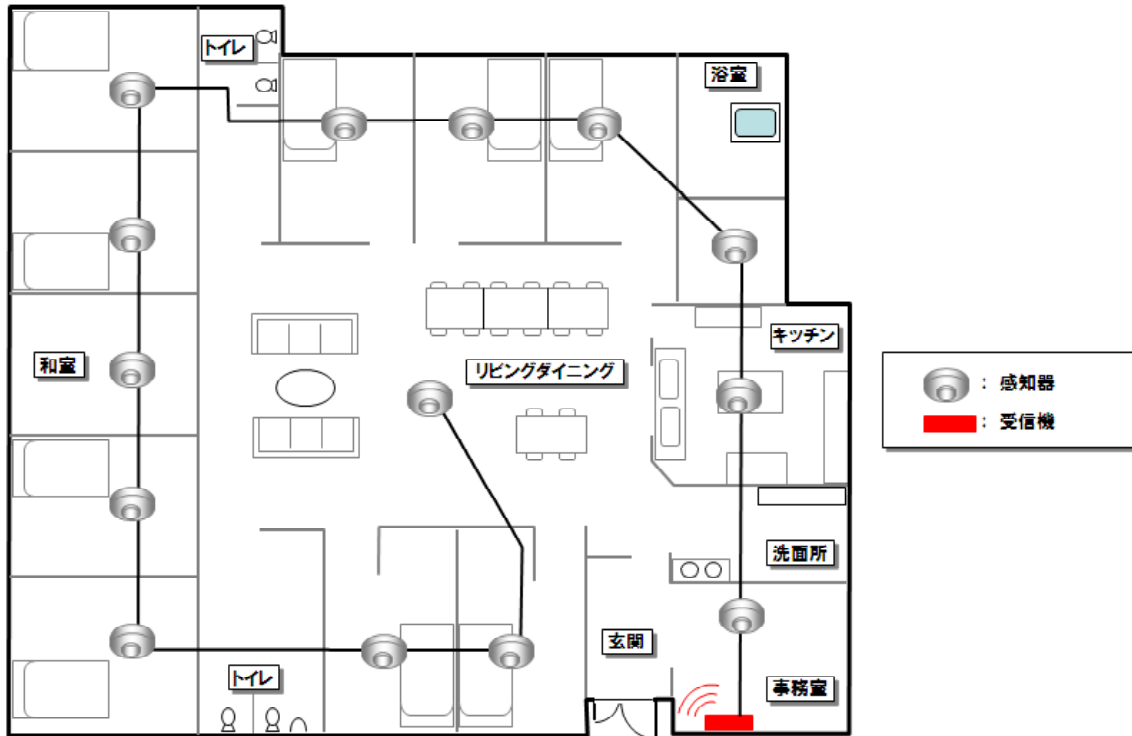 トイレ
浴室
キッチン
和室
リビングダイニング
： 感知器
： 受信機
洗面所
玄関
トイレ
事務室